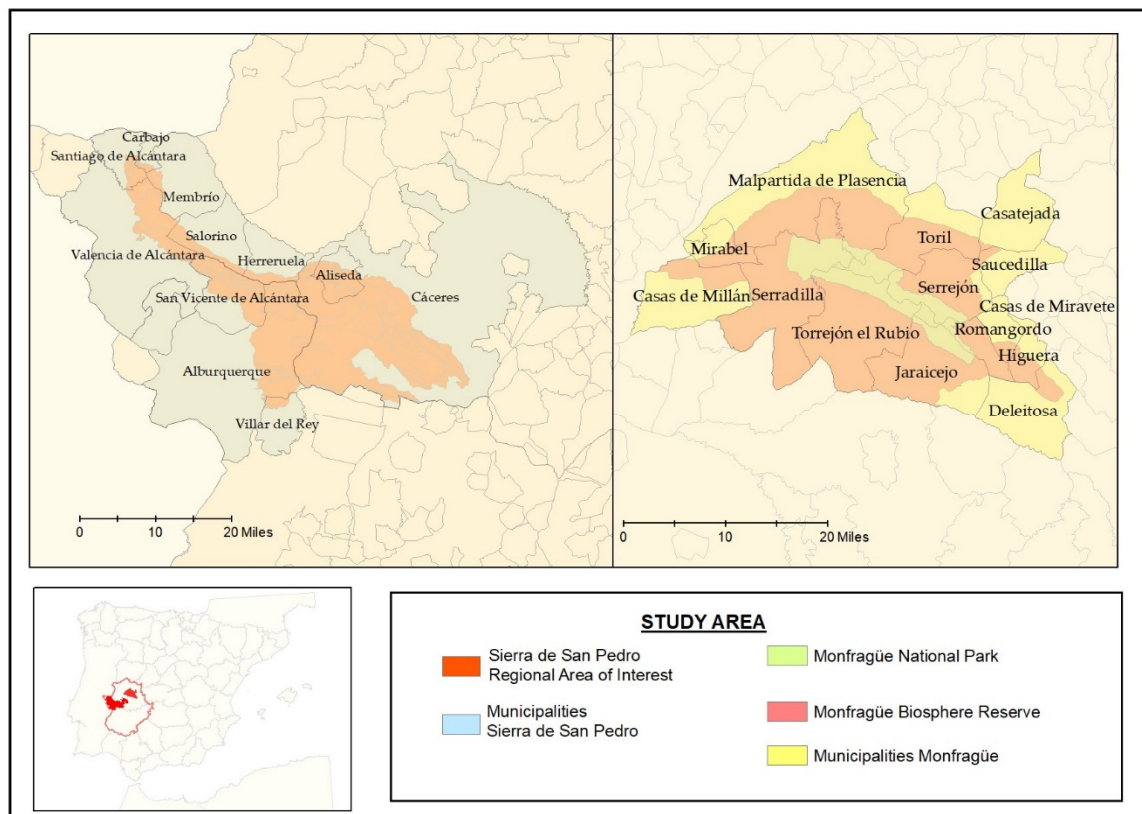 Carbajo
Santiago de Alcántara
Membrío
Salorino
Valencia de Alcántara
Herreruela
Aliseda
San Vicente de Alcántara
Cáceres
Alburquerque
Villar del Rey
0 10 20 Miles
Malpartida de Plasencia
Casatejada
Toril
Mirabel
Saucedilla
Serrejón
Casas de Millán
Serradilla
Casas de Miravete
Romangordo
Torrejón el Rubio
Higuera
Jaraicejo
Deleitosa
0 20 Miles
STUDY AREA
Sierra de San Pedro
Regional Area of Interest
Municipalities
Sierra de San Pedro
Monfragüe National Park
Monfragüe Biosphere Reserve
Municipalities Monfragüe